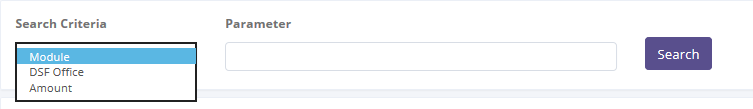 Search Criteria
Parameter
Module
DSF Office
Amount
Search